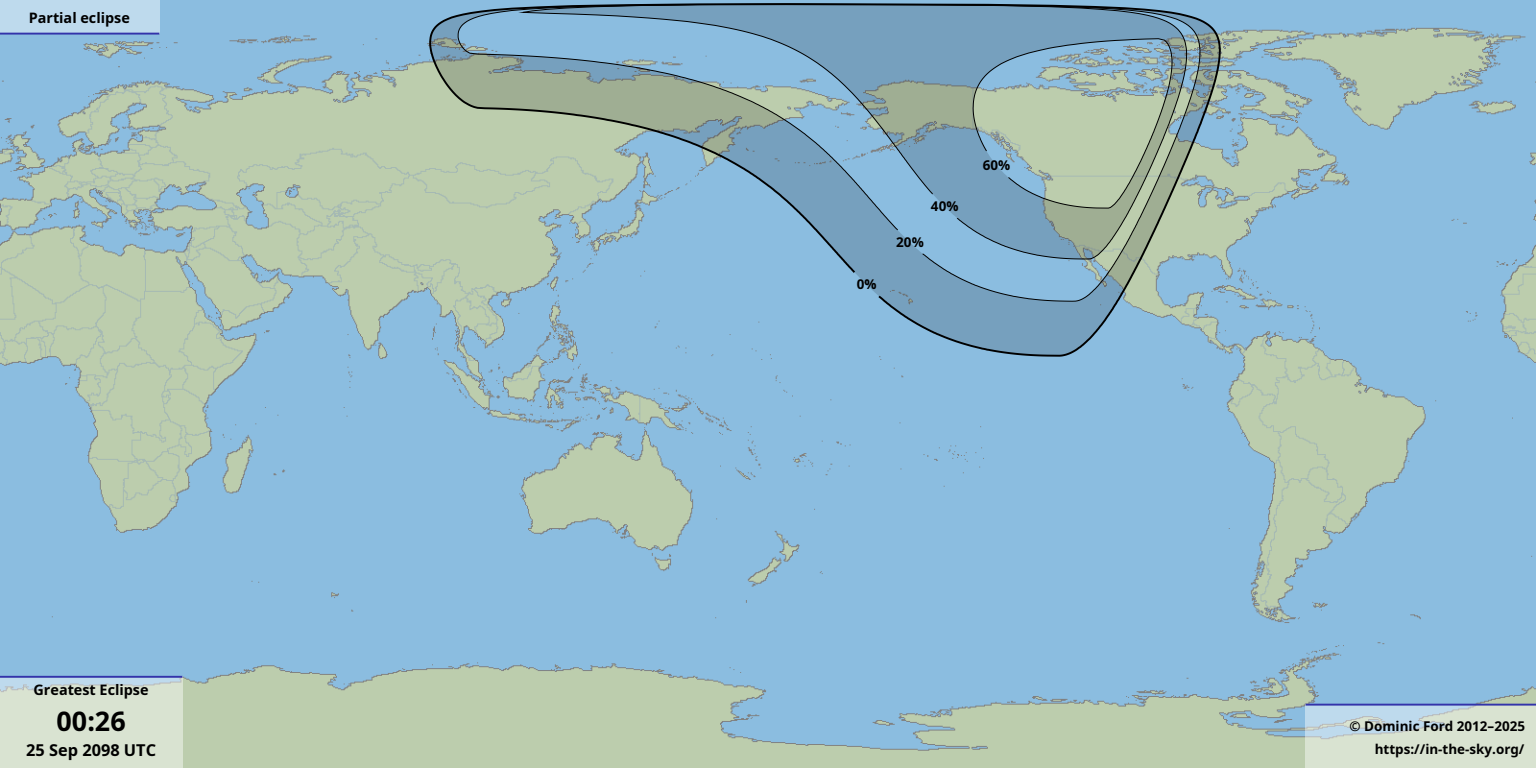 Partial eclipse
60%
40%
20%
0%
Greatest Eclipse
00:26
25 Sep 2098 UTC
© Dominic Ford 2012–2025
https://in-the-sky.org/